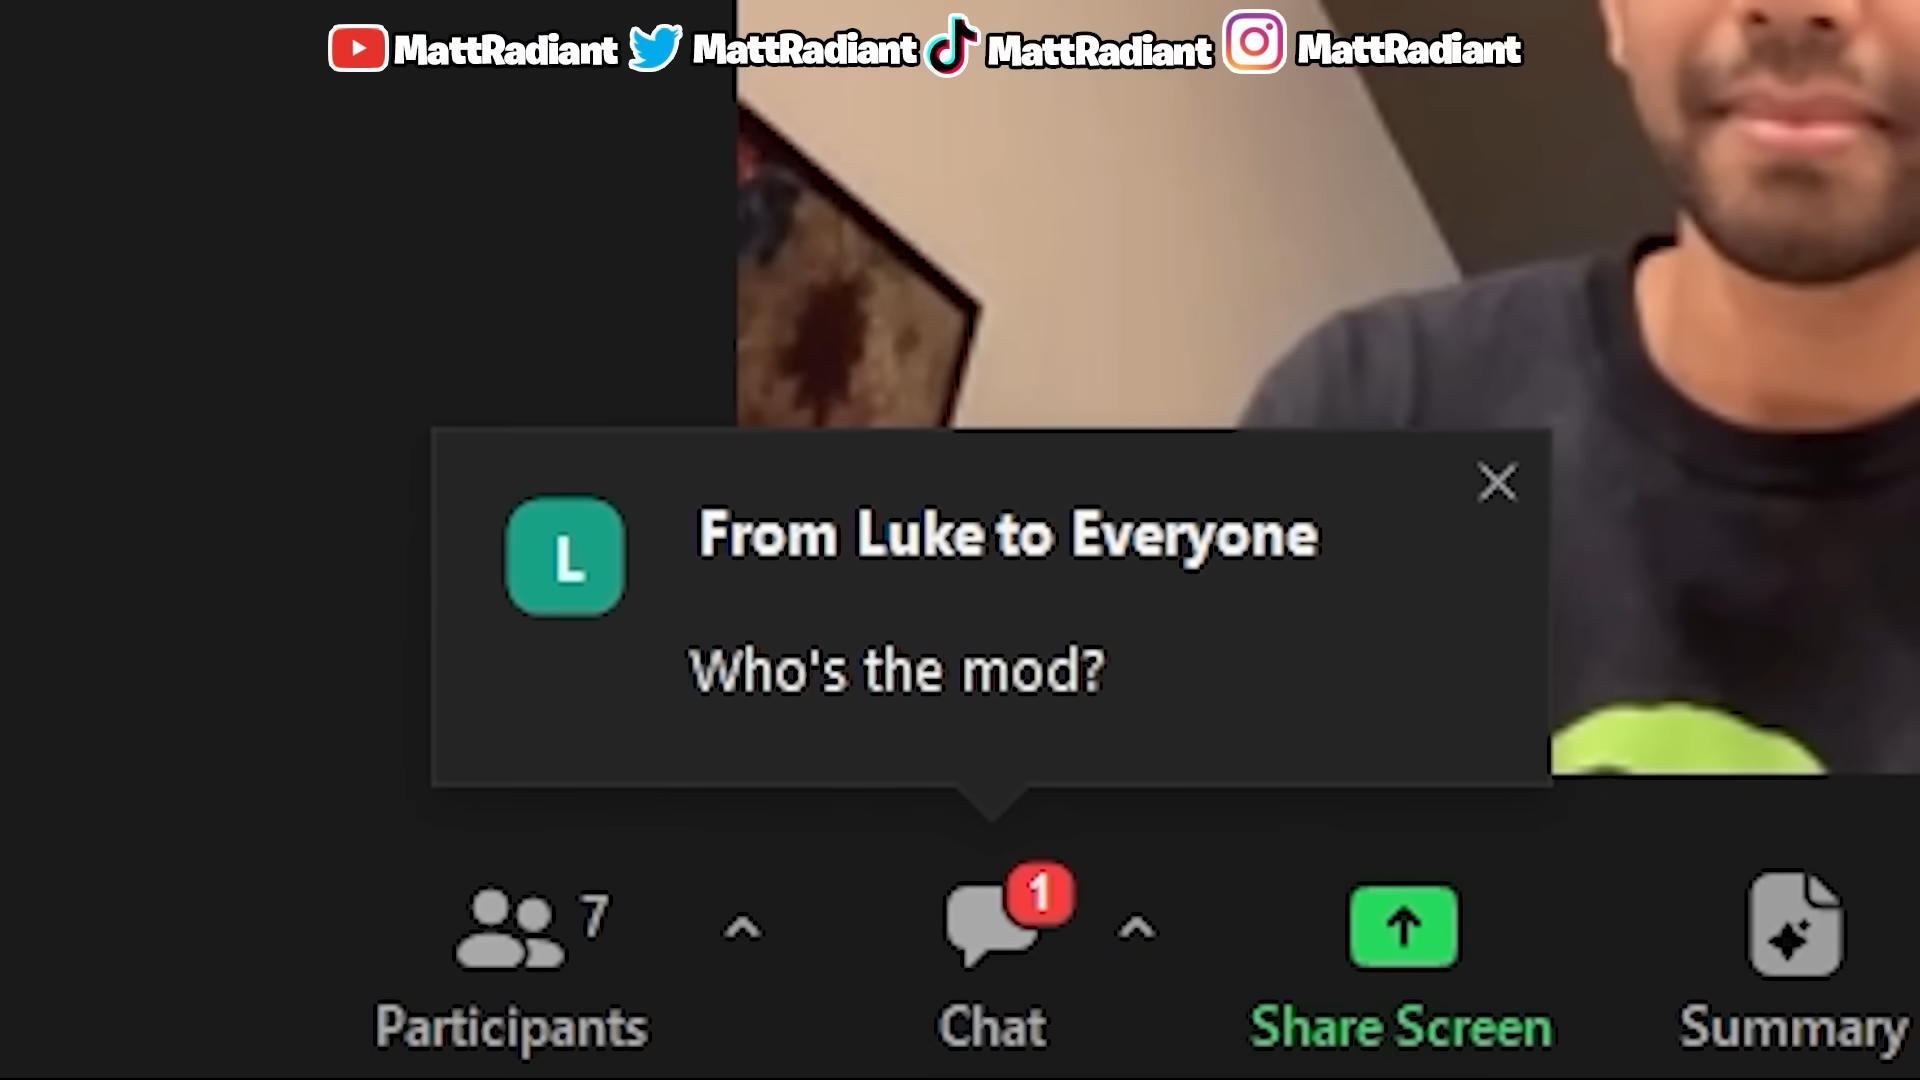 MattRadiant MattRadiant MattRadiant MattRadiant
L
From Luke to Everyone
Who's the mod?
7
1
Participants
Chat
Share Screen
Summary